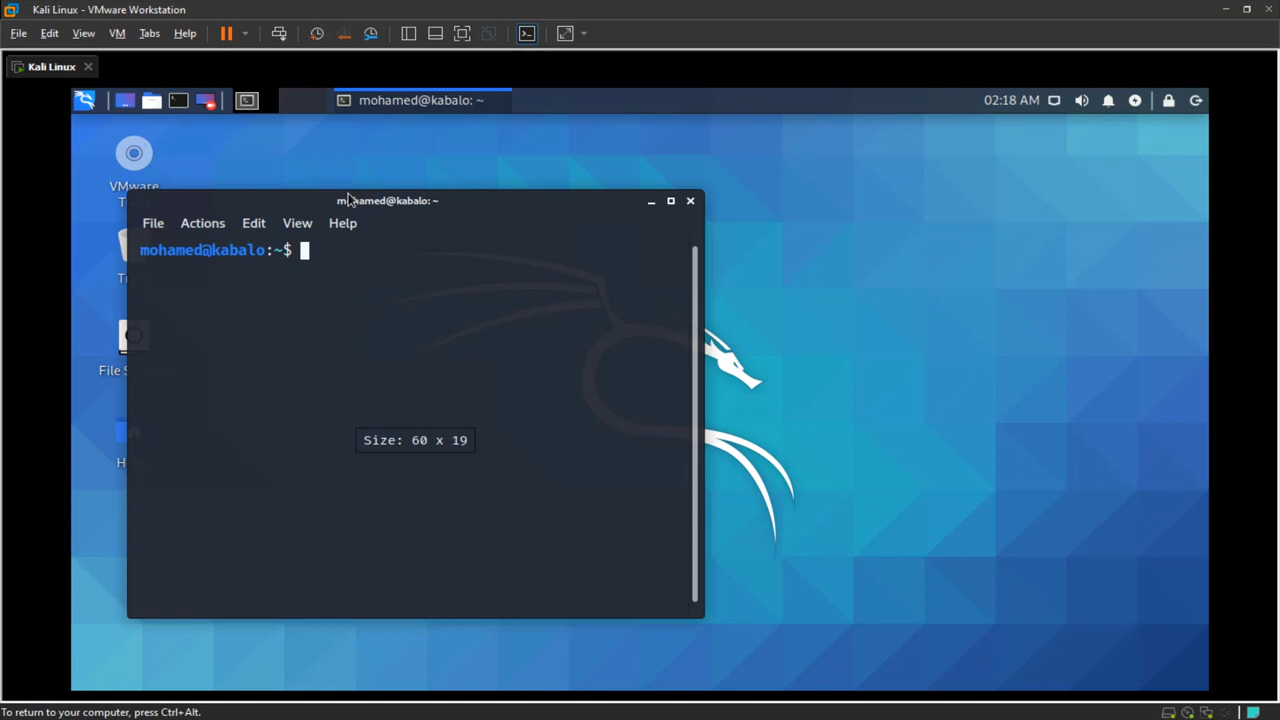 Kali Linux - VMware Workstation
File Edit View VM Tabs Help
Kali Linux
mohamed@kabalo: ~
02:18 AM
VMware
mohamed@kabalo: ~
File Actions Edit View Help
mohamed@kabalo:~$
File S
H
Size: 60 x 19
To return to your computer, press Ctrl+Alt.